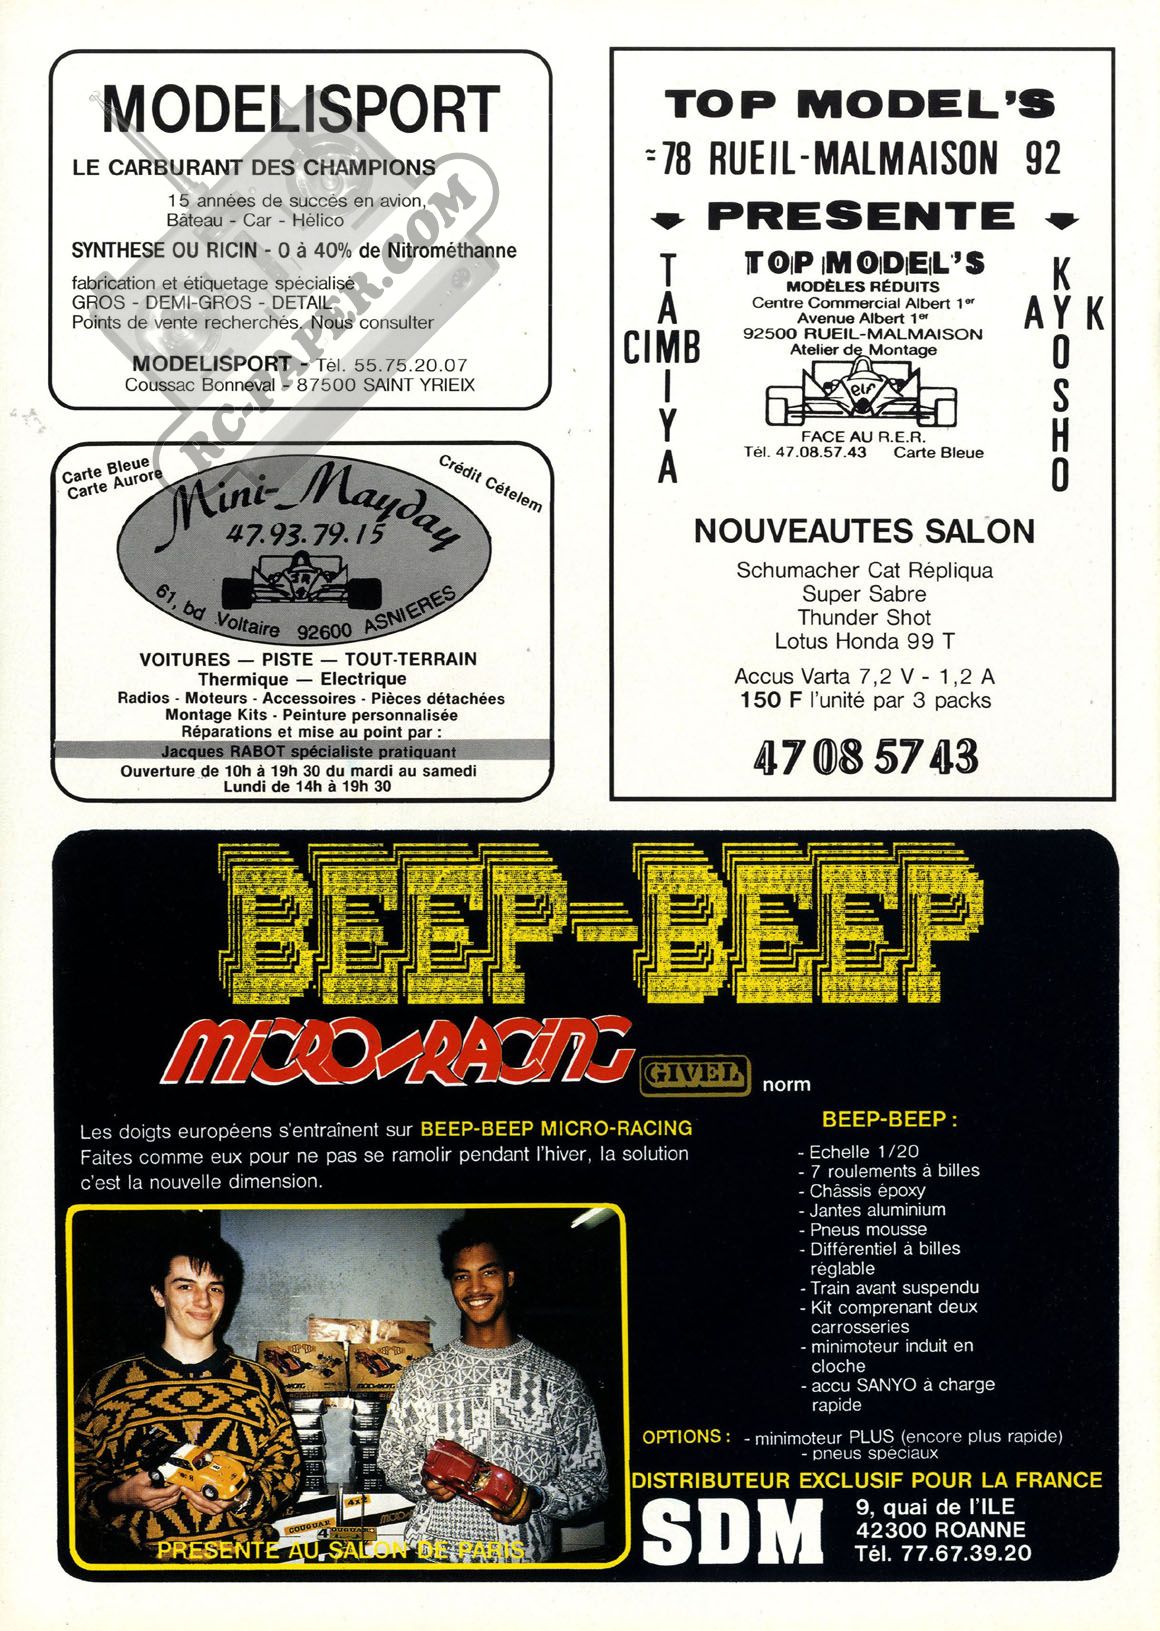 MODELISPORT
LE CARBURANT DES CHAMPIONS
15 années de succés en avion,
Bâteau - Car - Hélico
SYNTHESE OU RICIN - 0 à 40% de Nitrométhanne
fabrication et étiquetage spécialisé
GROS - DEMI-GROS - DETAIL
Points de vente recherchés. Nous consulter
MODELISPORT - Tél. 55.75.20.07
Coussac Bonneval - 87500 SAINT YRIEIX
RC-PAPER.COM
Carte Bleue
Carte Aurore
Crédit Cételem
Mini-Mayday
47.93.79.15
61, bd Voltaire 92600 ASNIERES
VOITURES — PISTE — TOUT-TERRAIN
Thermique — Electrique
Radios - Moteurs - Accessoires - Pièces détachées
Montage Kits - Peinture personnalisée
Réparations et mise au point par :
Jacques RABOT spécialiste pratiquant
Ouverture de 10h à 19h 30 du mardi au samedi
Lundi de 14h à 19h 30
TOP MODEL'S
≈78 RUEIL-MALMAISON 92
PRESENTE
TAMIYA
CIMB
TOP MODEL'S
MODÈLES RÉDUITS
Centre Commercial Albert 1er
Avenue Albert 1er
92500 RUEIL-MALMAISON
Atelier de Montage
elf
FACE AU R.E.R.
Tél. 47.08.57.43 Carte Bleue
KYOSHO
AYK
NOUVEAUTES SALON
Schumacher Cat Répliqua
Super Sabre
Thunder Shot
Lotus Honda 99 T
Accus Varta 7,2 V - 1,2 A
150 F l'unité par 3 packs
47 08 57 43
BEEP-BEEP
MICRO-RACING
GIVEL norm
Les doigts européens s'entraînent sur BEEP-BEEP MICRO-RACING
Faites comme eux pour ne pas se ramolir pendant l'hiver, la solution
c'est la nouvelle dimension.
BEEP-BEEP :
- Echelle 1/20
- 7 roulements à billes
- Châssis époxy
- Jantes aluminium
- Pneus mousse
- Différentiel à billes
réglable
- Train avant suspendu
- Kit comprenant deux
carrosseries
- minimoteur induit en
cloche
- accu SANYO à charge
rapide
OPTIONS : - minimoteur PLUS (encore plus rapide)
- pneus spéciaux
COUGUAR
4x2
PRESENTE AU SALON DE PARIS
DISTRIBUTEUR EXCLUSIF POUR LA FRANCE
SDM
9, quai de l'ILE
42300 ROANNE
Tél. 77.67.39.20